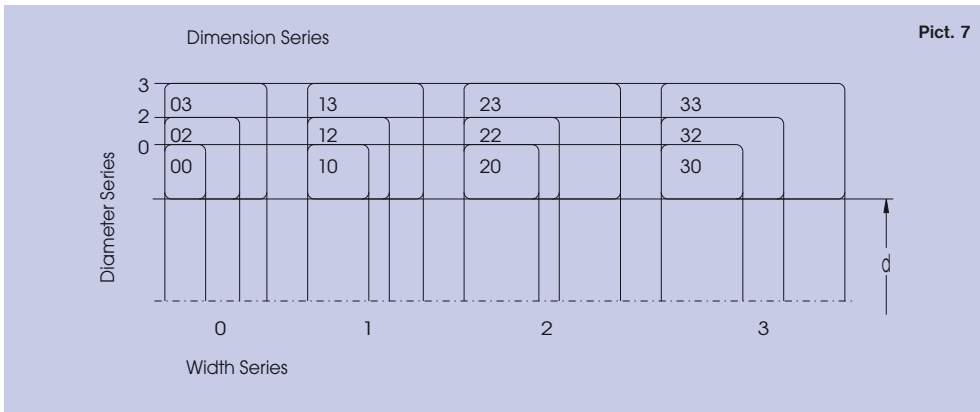 Dimension Series
Pict. 7
3
03 13 23 33
2
02 12 22 32
0
00 10 20 30
Diameter Series
d
0 1 2 3
Width Series